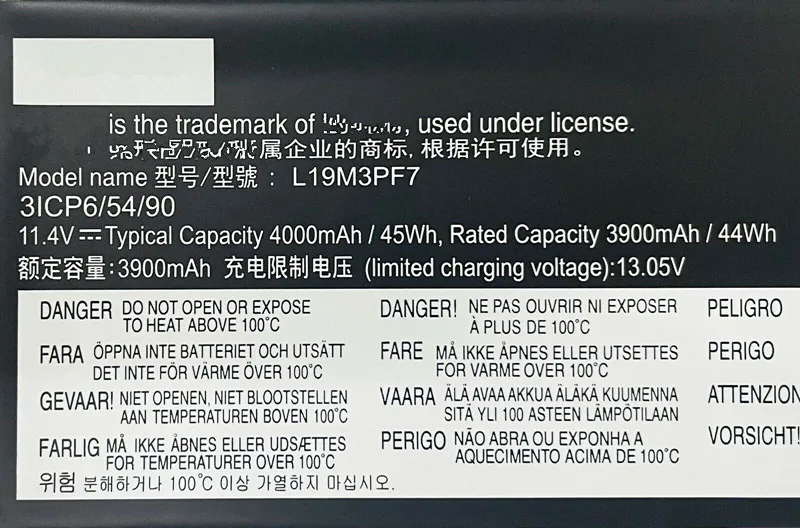 is the trademark of , used under license.
属企业的商标, 根据许可使用。
Model name 型号/型號 : L19M3PF7
3ICP6/54/90
11.4V⎓Typical Capacity 4000mAh / 45Wh, Rated Capacity 3900mAh / 44Wh
额定容量:3900mAh 充电限制电压 (limited charging voltage):13.05V
DANGER DO NOT OPEN OR EXPOSE
TO HEAT ABOVE 100°C
FARA ÖPPNA INTE BATTERIET OCH UTSÄTT
DET INTE FÖR VÄRME ÖVER 100°C
GEVAAR! NIET OPENEN, NIET BLOOTSTELLEN
AAN TEMPERATUREN BOVEN 100°C
FARLIG MÅ IKKE ÅBNES ELLER UDSÆTTES
FOR TEMPERATURER OVER 100°C
위험 분해하거나 100°C 이상 가열하지 마십시오.
DANGER! NE PAS OUVRIR NI EXPOSER
À PLUS DE 100°C
FARE MÅ IKKE ÅPNES ELLER UTSETTES
FOR VARME OVER 100°C
VAARA ÄLÄ AVAA AKKUA ÄLÄKÄ KUUMENNA
SITÄ YLI 100 ASTEEN LÄMPÖTILAAN
PERIGO NÃO ABRA OU EXPONHA A
AQUECIMENTO ACIMA DE 100°C
PELIGRO
PERIGO
ATTENZION
VORSICHT!